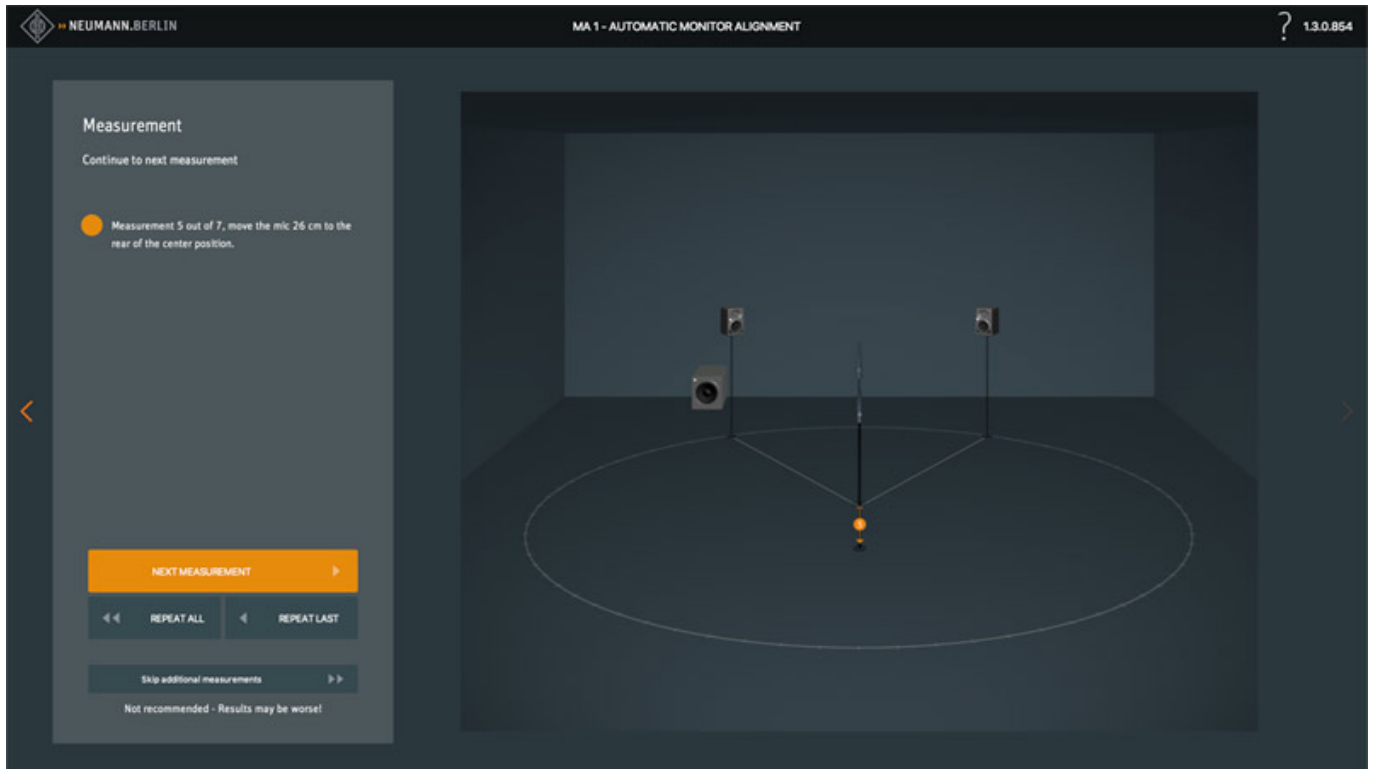 NEUMANN.BERLIN
MA 1 - AUTOMATIC MONITOR ALIGNMENT
? 1.3.0.854
Measurement
Continue to next measurement
Measurement 5 out of 7, move the mic 26 cm to the
rear of the center position.
NEXT MEASUREMENT
REPEAT ALL
REPEAT LAST
Skip additional measurements
Not recommended - Results may be worse!
5